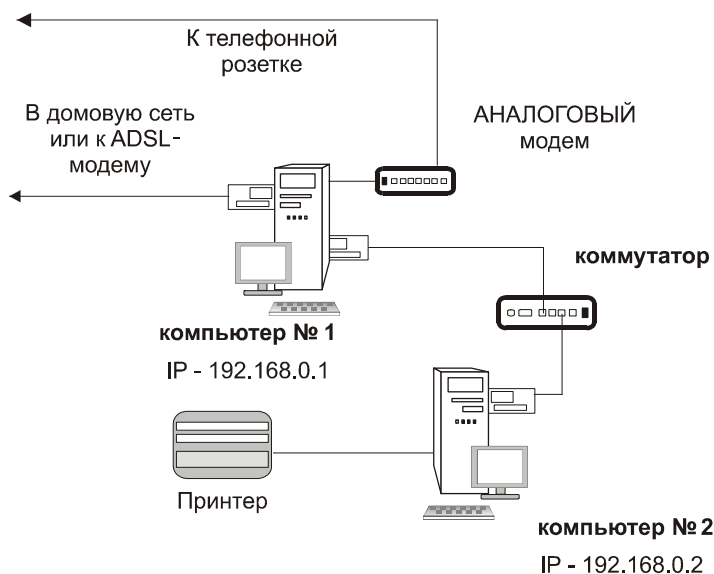 К телефонной
розетке
В домовую сеть
или к ADSL-
модему
АНАЛОГОВЫЙ
модем
коммутатор
компьютер № 1
IP - 192.168.0.1
Принтер
компьютер № 2
IP - 192.168.0.2